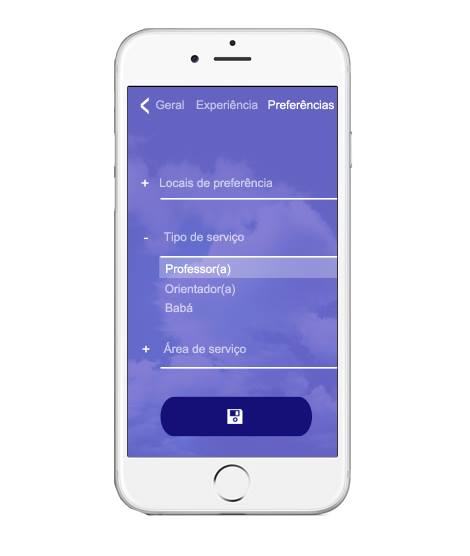 Geral Experiência Preferências
+ Locais de preferência
- Tipo de serviço
Professor(a)
Orientador(a)
Babá
+ Área de serviço